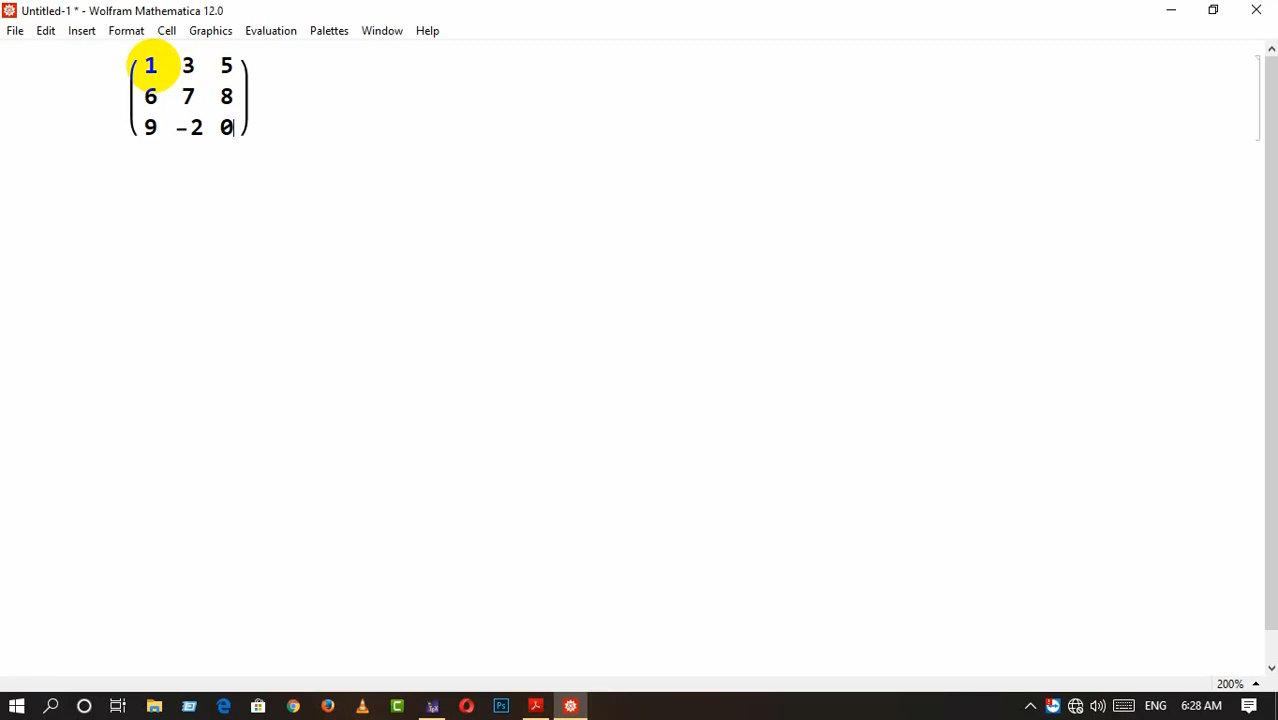 Untitled-1 * - Wolfram Mathematica 12.0
File Edit Insert Format Cell Graphics Evaluation Palettes Window Help
1 3 5
6 7 8
9 -2 0
200%
Ps
ENG 6:28 AM